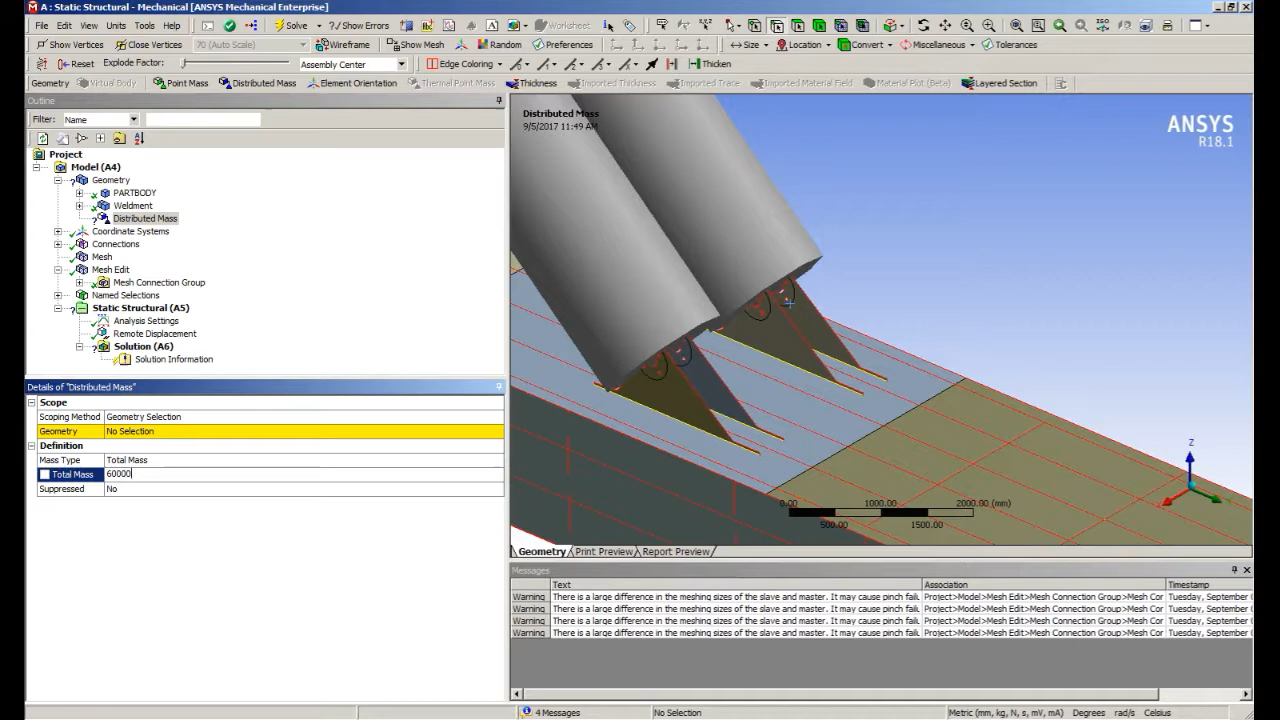 A : Static Structural - Mechanical [ANSYS Mechanical Enterprise]
File Edit View Units Tools Help Solve ?/ Show Errors Worksheet
Show Vertices Close Vertices 70 (Auto Scale) Wireframe Show Mesh Random Preferences Size Location Convert Miscellaneous Tolerances
Reset Explode Factor: Assembly Center Edge Coloring Thicken
Geometry Virtual Body Point Mass Distributed Mass Element Orientation Thermal Point Mass Thickness Imported Thickness Imported Trace Imported Material Field Material Plot (Beta) Layered Section
Outline
Filter: Name
Project
Model (A4)
Geometry
PARTBODY
Weldment
Distributed Mass
Coordinate Systems
Connections
Mesh
Mesh Edit
Mesh Connection Group
Named Selections
Static Structural (A5)
Analysis Settings
Remote Displacement
Solution (A6)
Solution Information
Details of "Distributed Mass"
Scope
Scoping Method Geometry Selection
Geometry No Selection
Definition
Mass Type Total Mass
Total Mass 60000
Suppressed No
Distributed Mass
9/5/2017 11:49 AM
ANSYS
R18.1
Z
0.00 1000.00 2000.00 (mm)
500.00 1500.00
Geometry Print Preview Report Preview
Messages
Text Association Timestamp
Warning There is a large difference in the meshing sizes of the slave and master. It may cause pinch failu Project>Model>Mesh Edit>Mesh Connection Group>Mesh Cor Tuesday, September
Warning There is a large difference in the meshing sizes of the slave and master. It may cause pinch failu Project>Model>Mesh Edit>Mesh Connection Group>Mesh Cor Tuesday, September
Warning There is a large difference in the meshing sizes of the slave and master. It may cause pinch failu Project>Model>Mesh Edit>Mesh Connection Group>Mesh Cor Tuesday, September
Warning There is a large difference in the meshing sizes of the slave and master. It may cause pinch failu Project>Model>Mesh Edit>Mesh Connection Group>Mesh Cor Tuesday, September
4 Messages No Selection Metric (mm, kg, N, s, mV, mA) Degrees rad/s Celsius